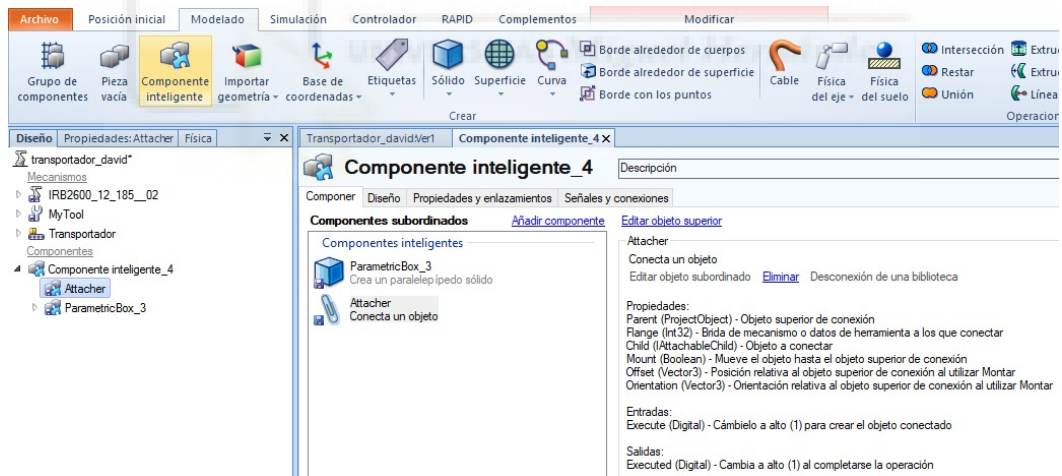 Archivo Posición inicial Modelado Simulación Controlador RAPID Complementos Modificar
Grupo de componentes
Pieza vacía
Componente inteligente
Importar geometría
Base de coordenadas
Etiquetas
Sólido
Superficie
Curva
Borde alrededor de cuerpos
Borde alrededor de superficie
Borde con los puntos
Cable
Física del eje
Física del suelo
Intersección
Restar
Unión
Extru
Extru
Línea
Crear
Operacion
Diseño Propiedades: Attacher Física
transportador_david*
Mecanismos
IRB2600_12_185__02
MyTool
Transportador
Componentes
Componente inteligente_4
Attacher
ParametricBox_3
Transportador_david:Ver1 Componente inteligente_4 X
Componente inteligente_4
Descripción
Componer Diseño Propiedades y enlazamientos Señales y conexiones
Componentes subordinados Añadir componente Editar objeto superior
Componentes inteligentes
ParametricBox_3
Crea un paralelepípedo sólido
Attacher
Conecta un objeto
Attacher
Conecta un objeto
Editar objeto subordinado Eliminar Desconexión de una biblioteca
Propiedades:
Parent (ProjectObject) - Objeto superior de conexión
Flange (Int32) - Brida de mecanismo o datos de herramienta a los que conectar
Child (IAttachableChild) - Objeto a conectar
Mount (Boolean) - Mueve el objeto hasta el objeto superior de conexión
Offset (Vector3) - Posición relativa al objeto superior de conexión al utilizar Montar
Orientation (Vector3) - Orientación relativa al objeto superior de conexión al utilizar Montar
Entradas:
Execute (Digital) - Cámbielo a alto (1) para crear el objeto conectado
Salidas:
Executed (Digital) - Cambia a alto (1) al completarse la operación